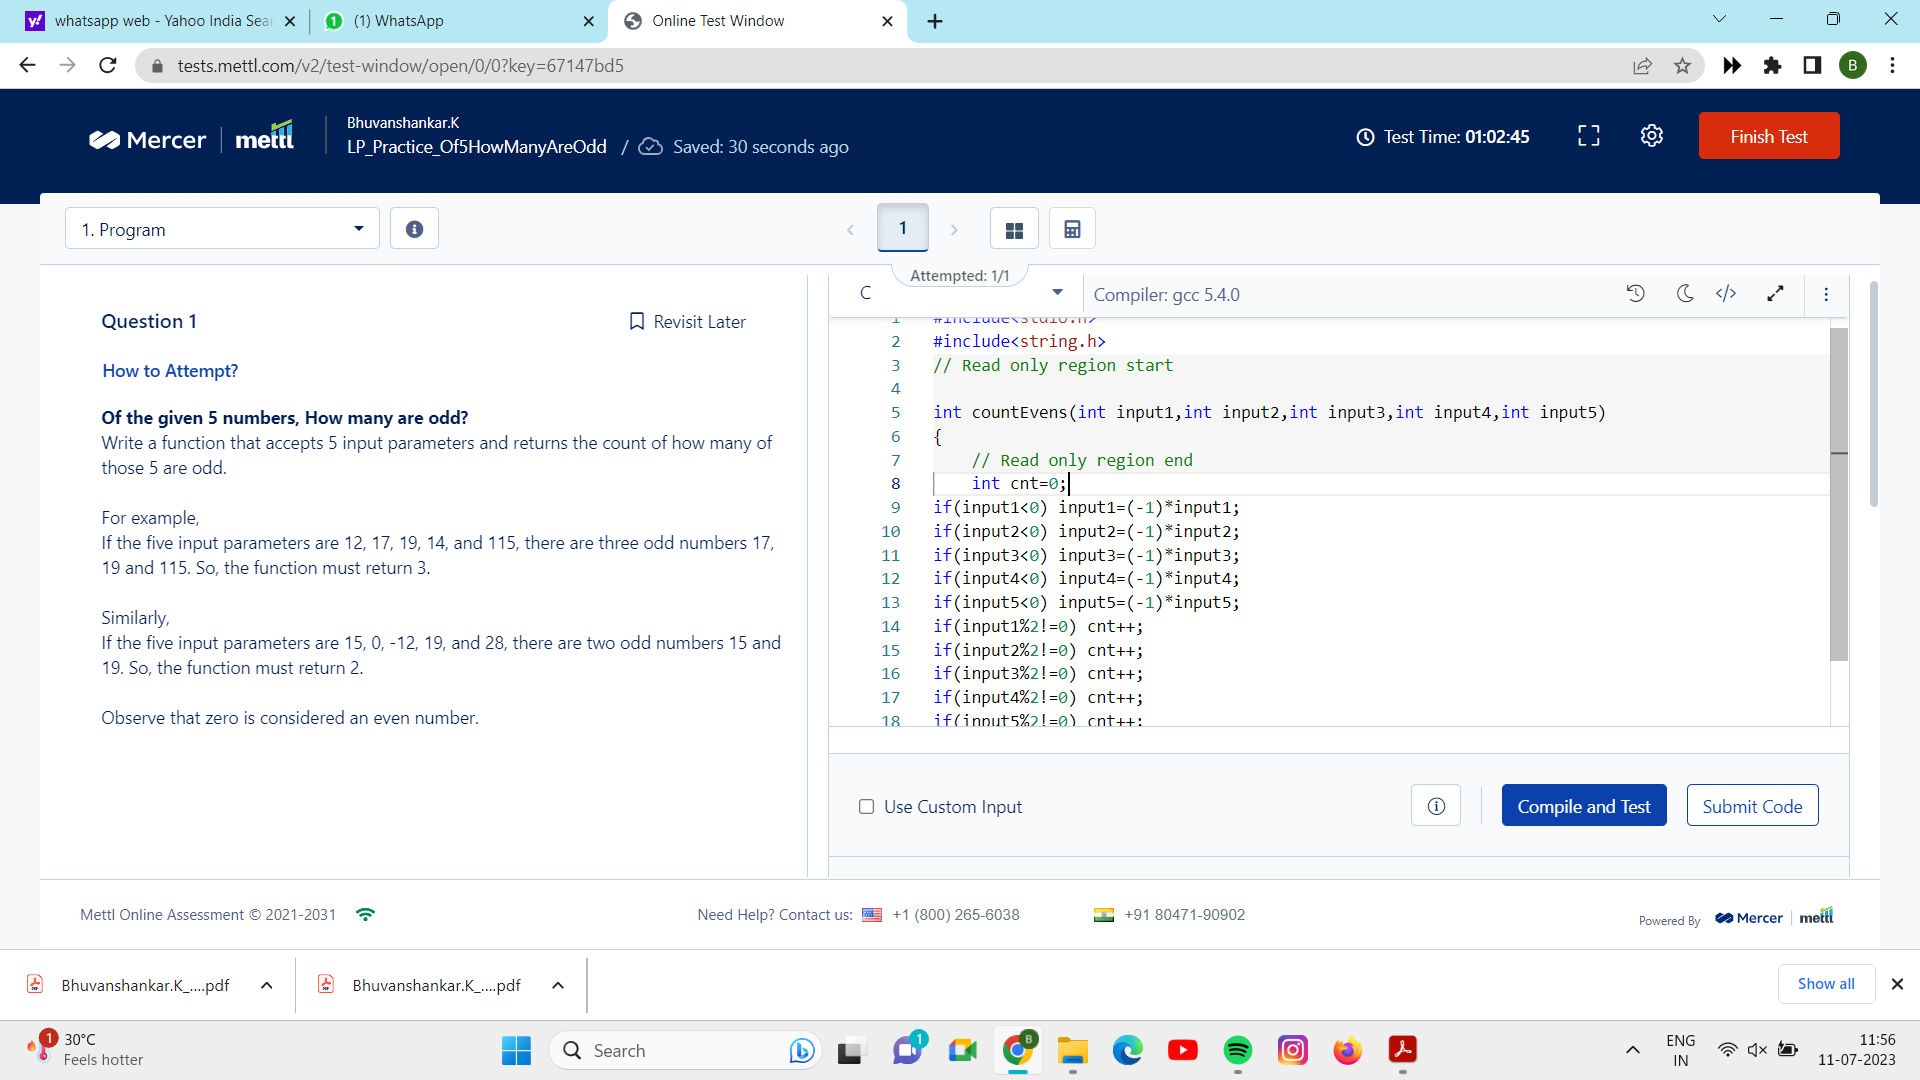 whatsapp web - Yahoo India Sear
(1) WhatsApp
Online Test Window
tests.mettl.com/v2/test-window/open/0/0?key=67147bd5
B
Mercer
mettl
Bhuvanshankar.K
LP_Practice_Of5HowManyAreOdd / Saved: 30 seconds ago
Test Time: 01:02:45
Finish Test
1. Program
1
Attempted: 1/1
Question 1
Revisit Later
How to Attempt?
Of the given 5 numbers, How many are odd?
Write a function that accepts 5 input parameters and returns the count of how many of
those 5 are odd.
For example,
If the five input parameters are 12, 17, 19, 14, and 115, there are three odd numbers 17,
19 and 115. So, the function must return 3.
Similarly,
If the five input parameters are 15, 0, -12, 19, and 28, there are two odd numbers 15 and
19. So, the function must return 2.
Observe that zero is considered an even number.
C
Compiler: gcc 5.4.0
1 #include<stdio.h>
2 #include<string.h>
3 // Read only region start
4
5 int countEvens(int input1,int input2,int input3,int input4,int input5)
6 {
7 // Read only region end
8 int cnt=0;
9 if(input1<0) input1=(-1)*input1;
10 if(input2<0) input2=(-1)*input2;
11 if(input3<0) input3=(-1)*input3;
12 if(input4<0) input4=(-1)*input4;
13 if(input5<0) input5=(-1)*input5;
14 if(input1%2!=0) cnt++;
15 if(input2%2!=0) cnt++;
16 if(input3%2!=0) cnt++;
17 if(input4%2!=0) cnt++;
18 if(input5%2!=0) cnt++;
Use Custom Input
Compile and Test
Submit Code
Mettl Online Assessment © 2021-2031
Need Help? Contact us: +1 (800) 265-6038
+91 80471-90902
Powered By Mercer mettl
Bhuvanshankar.K_....pdf
Bhuvanshankar.K_....pdf
Show all
1
30°C
Feels hotter
Search
1
B
ENG
IN
11:56
11-07-2023